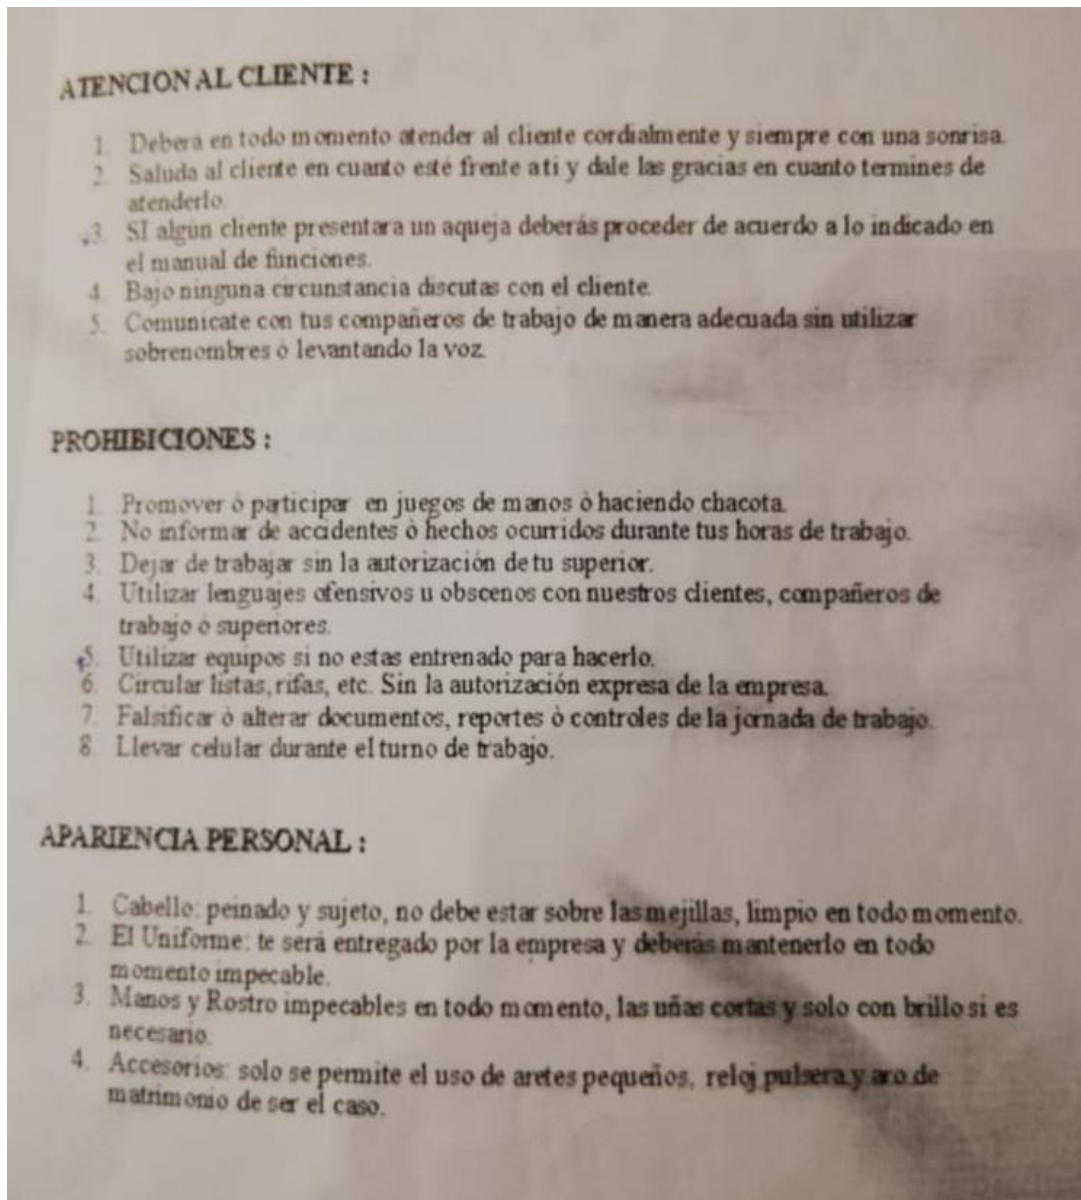 ATENCION AL CLIENTE :
1. Deberá en todo momento atender al cliente cordialmente y siempre con una sonrisa.
2. Saluda al cliente en cuanto esté frente a ti y dale las gracias en cuanto termines de
atenderlo.
3. SI algún cliente presentara un aqueja deberás proceder de acuerdo a lo indicado en
el manual de funciones.
4. Bajo ninguna circunstancia discutas con el cliente.
5. Comunicate con tus compañeros de trabajo de manera adecuada sin utilizar
sobrenombres ó levantando la voz.
PROHIBICIONES :
1. Promover ò participar en juegos de manos ò haciendo chacota.
2. No informar de accidentes ò hechos ocurridos durante tus horas de trabajo.
3. Dejar de trabajar sin la autorización de tu superior.
4. Utilizar lenguajes ofensivos u obscenos con nuestros clientes, compañeros de
trabajo ò superiores.
5. Utilizar equipos si no estas entrenado para hacerlo.
6. Circular listas, rifas, etc. Sin la autorización expresa de la empresa.
7. Falsificar ò alterar documentos, reportes ò controles de la jornada de trabajo.
8. Llevar celular durante el turno de trabajo.
APARIENCIA PERSONAL :
1. Cabello: peinado y sujeto, no debe estar sobre las mejillas, limpio en todo momento.
2. El Uniforme: te será entregado por la empresa y deberás mantenerlo en todo
momento impecable.
3. Manos y Rostro impecables en todo momento, las uñas cortas y solo con brillo si es
necesario.
4. Accesorios: solo se permite el uso de aretes pequeños, reloj pulsera y aro de
matrimonio de ser el caso.